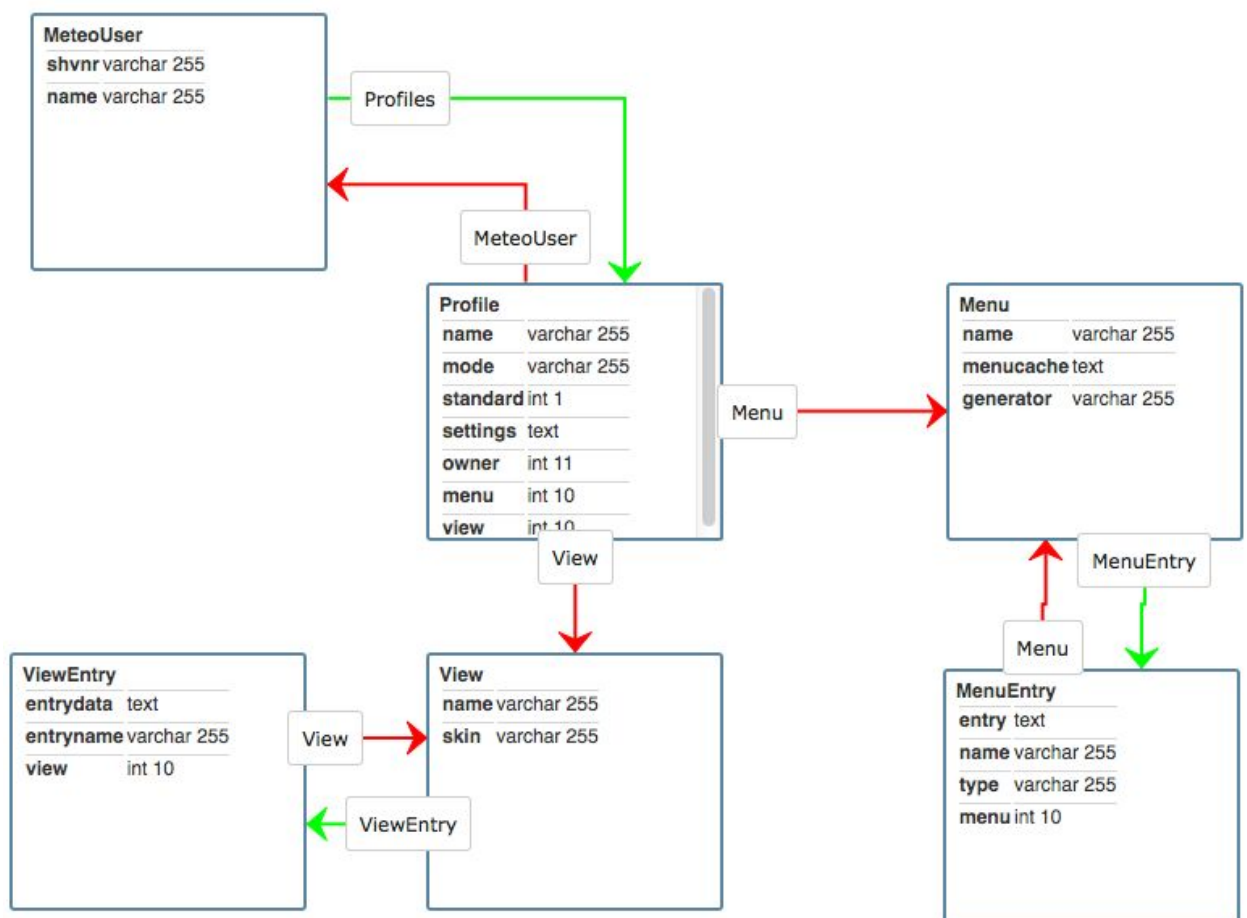 MeteoUser
shvnr varchar 255
name varchar 255
Profiles
MeteoUser
Profile
name varchar 255
mode varchar 255
standard int 1
settings text
owner int 11
menu int 10
view int 10
Menu
Menu
name varchar 255
menucache text
generator varchar 255
View
MenuEntry
Menu
ViewEntry
entrydata text
entryname varchar 255
view int 10
View
ViewEntry
View
name varchar 255
skin varchar 255
MenuEntry
entry text
name varchar 255
type varchar 255
menu int 10